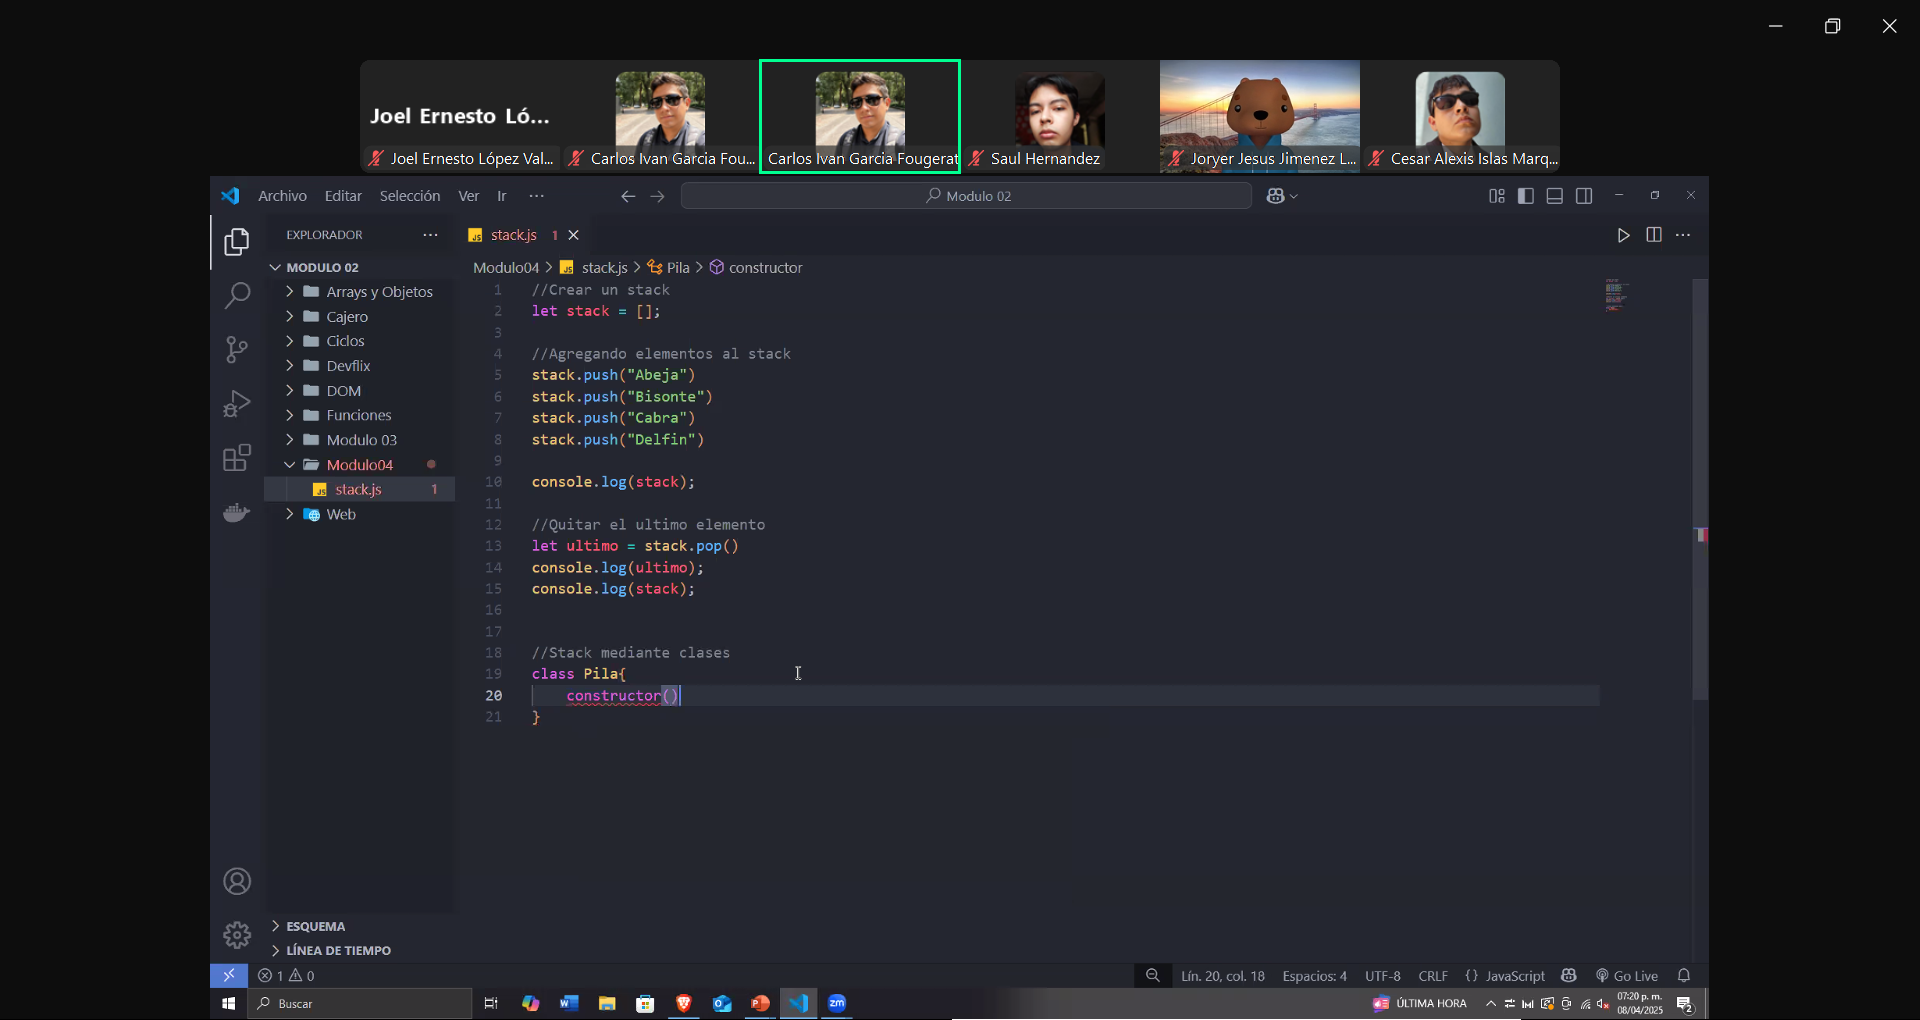 Joel Ernesto Ló...
Joel Ernesto López Val...
Carlos Ivan Garcia Fou...
Carlos Ivan Garcia Fougerat
Saul Hernandez
Joryer Jesus Jimenez L...
Cesar Alexis Islas Marq...
Archivo Editar Selección Ver Ir ···
Modulo 02
EXPLORADOR ···
stack.js 1
MODULO 02
Modulo04 > stack.js > Pila > constructor
Arrays y Objetos
Cajero
Ciclos
Devflix
DOM
Funciones
Modulo 03
Modulo04
stack.js 1
Web
1 //Crear un stack
2 let stack = [];
3
4 //Agregando elementos al stack
5 stack.push("Abeja")
6 stack.push("Bisonte")
7 stack.push("Cabra")
8 stack.push("Delfin")
9
10 console.log(stack);
11
12 //Quitar el ultimo elemento
13 let ultimo = stack.pop()
14 console.log(ultimo);
15 console.log(stack);
16
17
18 //Stack mediante clases
19 class Pila{
20 constructor()
21 }
ESQUEMA
LÍNEA DE TIEMPO
1 0
Lín. 20, col. 18 Espacios: 4 UTF-8 CRLF {} JavaScript Go Live
Buscar
zm
ÚLTIMA HORA
07:20 p. m.
08/04/2025
2